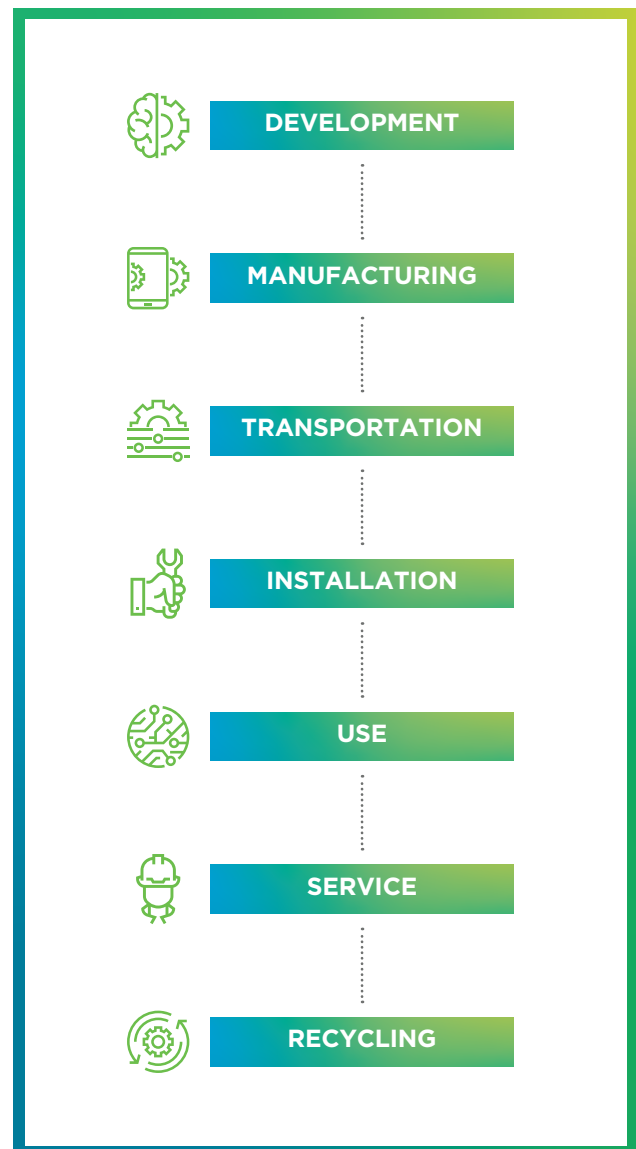 DEVELOPMENT
MANUFACTURING
TRANSPORTATION
INSTALLATION
USE
SERVICE
RECYCLING